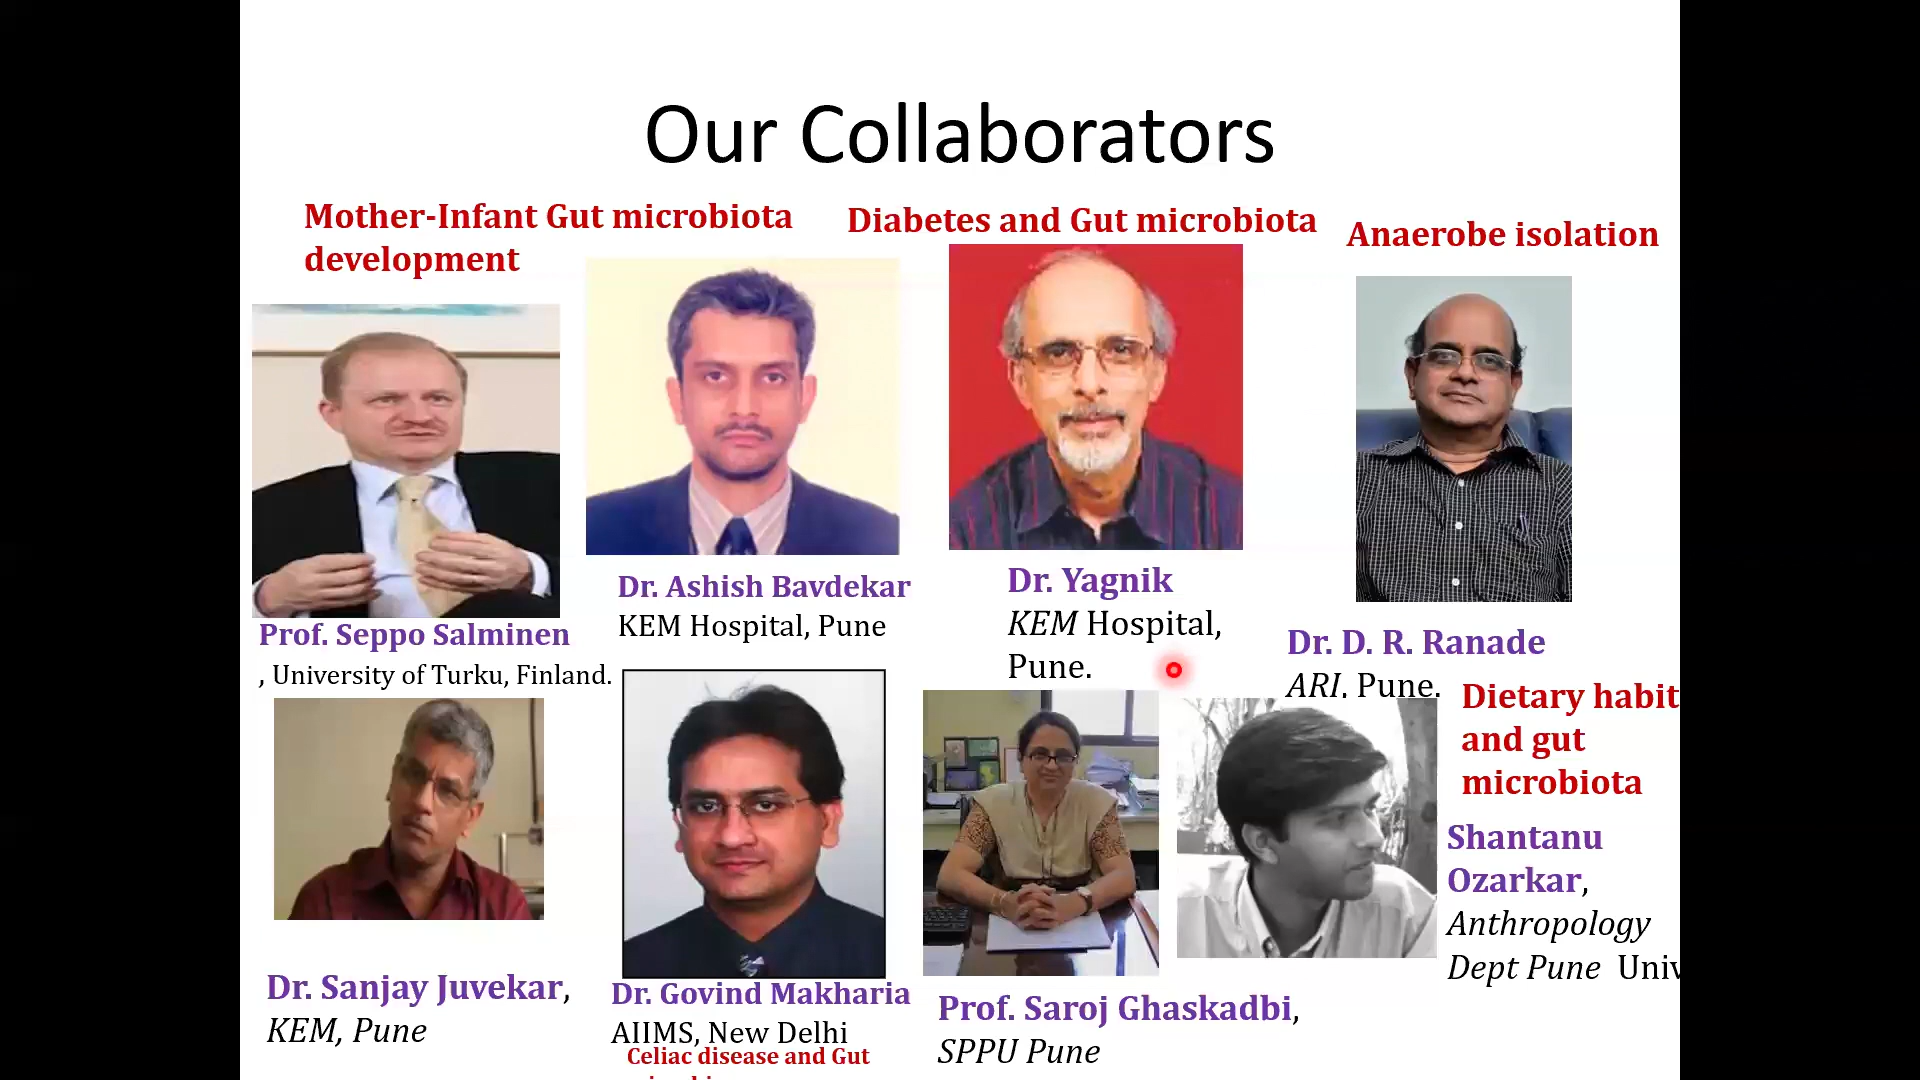 Our Collaborators
Mother-Infant Gut microbiota
development
Diabetes and Gut microbiota
Anaerobe isolation
Prof. Seppo Salminen
, University of Turku, Finland.
Dr. Ashish Bavdekar
KEM Hospital, Pune
Dr. Yagnik
KEM Hospital,
Pune.
Dr. D. R. Ranade
ARI, Pune.
Dr. Sanjay Juvekar,
KEM, Pune
Dr. Govind Makharia
AIIMS, New Delhi
Celiac disease and Gut
Prof. Saroj Ghaskadbi,
SPPU Pune
Dietary habit
and gut
microbiota
Shantanu
Ozarkar,
Anthropology
Dept Pune Univ